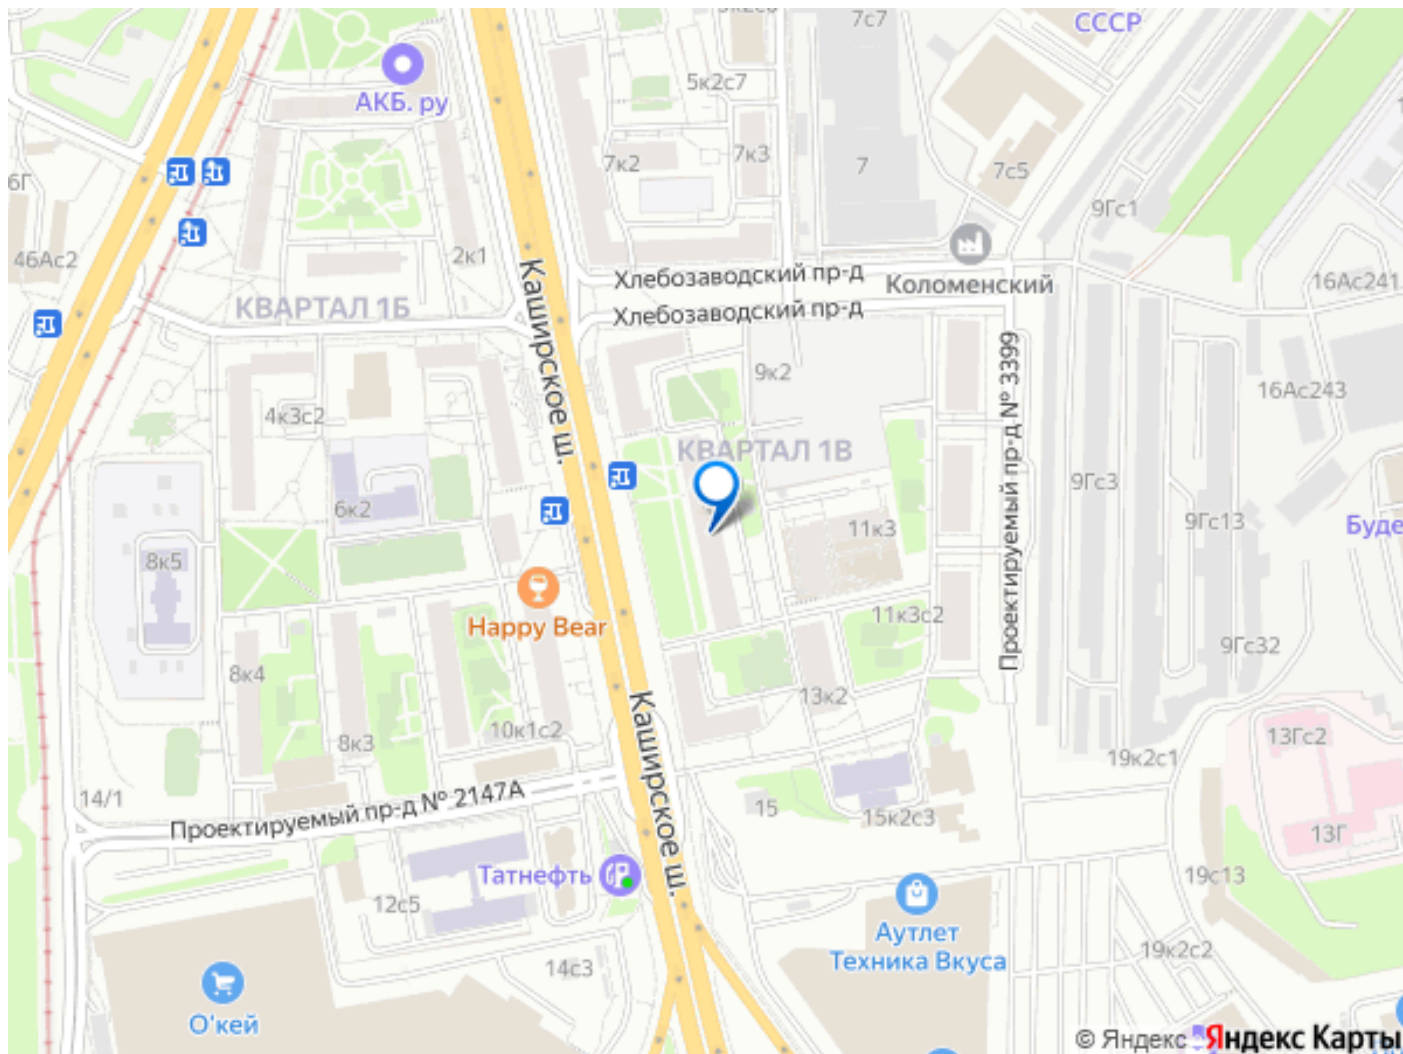 7с7
СССР
АКБ. ру
5к2с7
7к2
7к3
7
7с5
6Г
9Гс1
46Ас2
2к1
Хлебозаводский пр-д
Коломенский
16Ас241
КВАРТАЛ 1Б
Хлебозаводский пр-д
Каширское ш.
9к2
Проектируемый пр-д № 3399
16Ас243
4к3с2
КВАРТАЛ 1В
9Гс3
6к2
9Гс13
11к3
Буде
8к5
11к3с2
Happy Bear
9Гс32
8к4
13к2
Каширское ш.
10к1с2
8к3
13Гс2
19к2с1
14/1
Проектируемый пр-д № 2147А
15
15к2с3
13Г
Татнефть
19с13
12с5
Аутлет
Техника Вкуса
19к2с2
14с3
О'кей
© Яндекс
Яндекс Карты